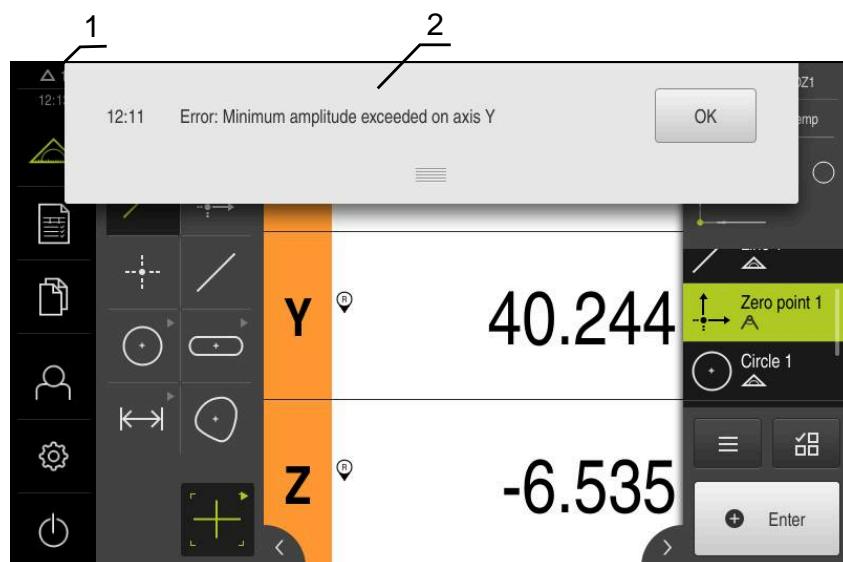 1
2
12:11 Error: Minimum amplitude exceeded on axis Y
OK
Y
R
40.244
Zero point 1
Circle 1
Z
R
-6.535
Enter